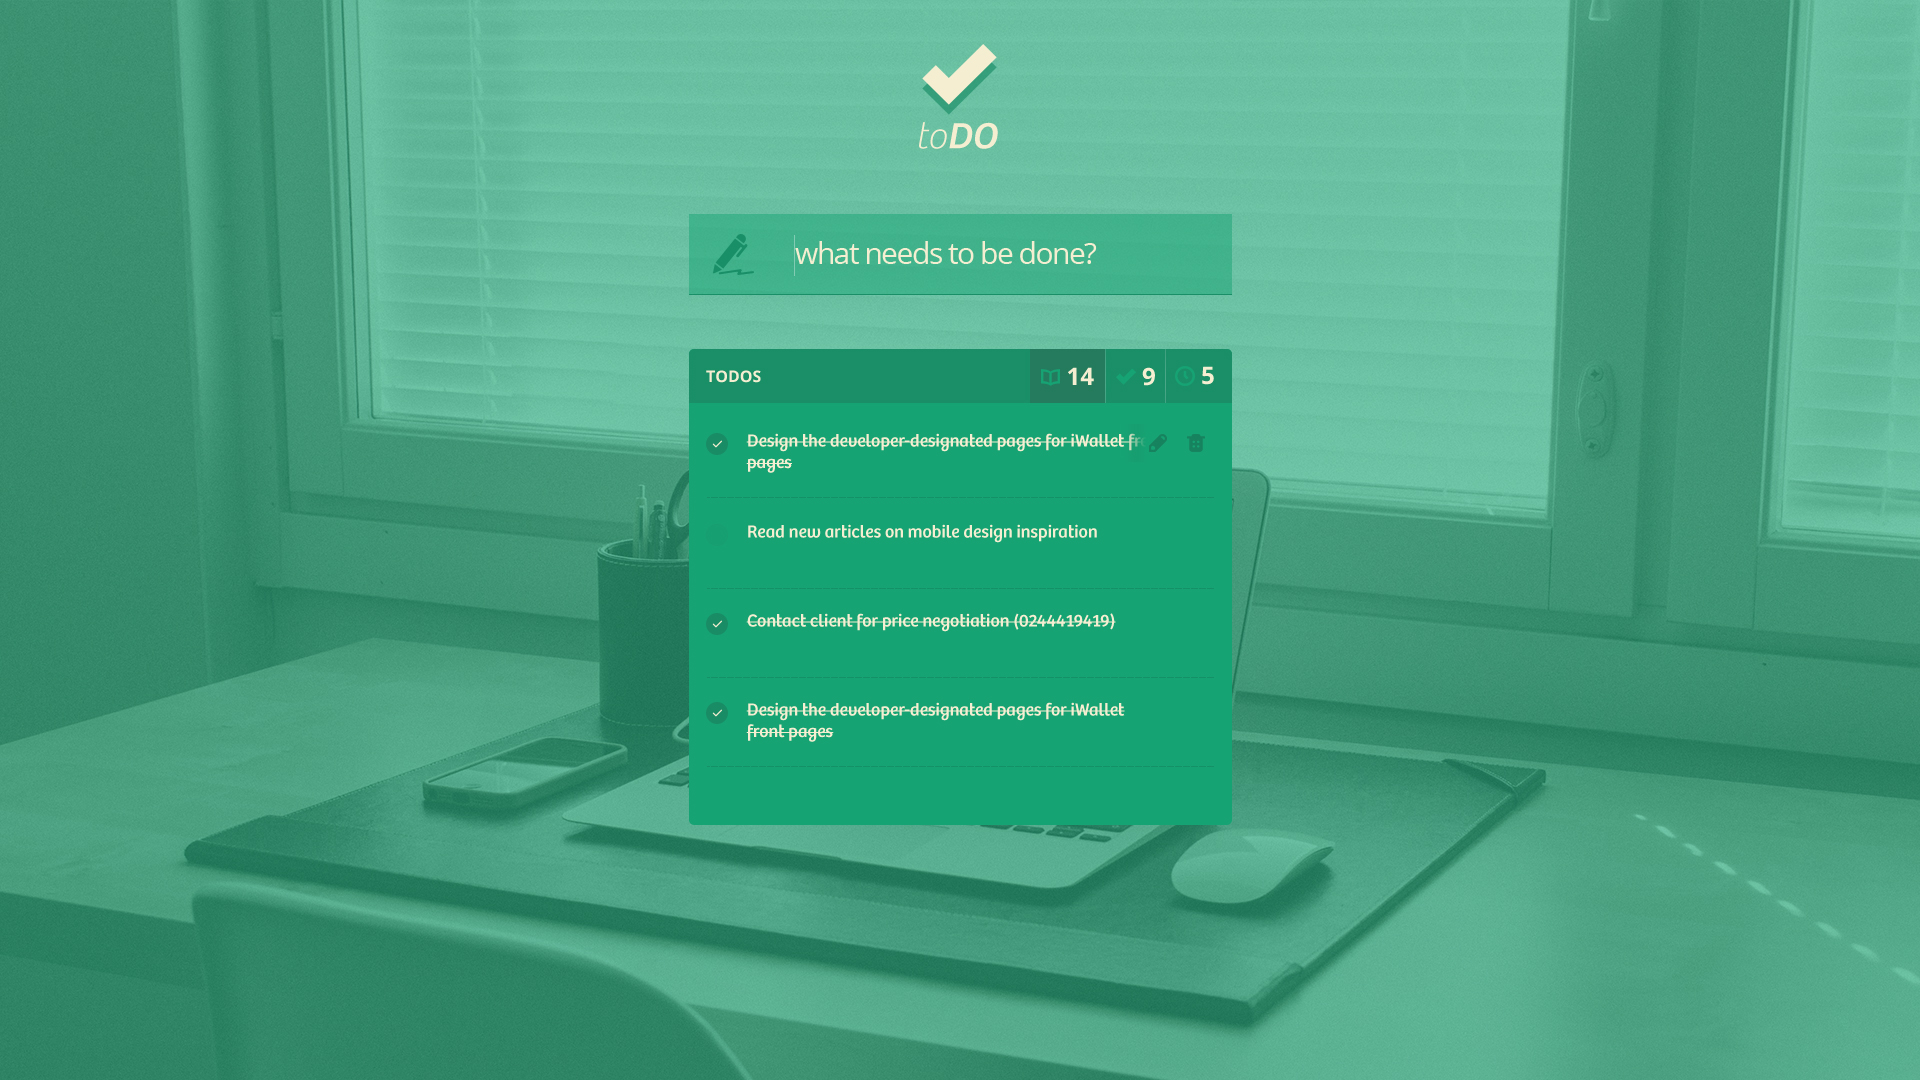 toDO
what needs to be done?
TODOS 14 9 5
Design the developer-designated pages for iWallet fr
pages
Read new articles on mobile design inspiration
Contact client for price negotiation (0244419419)
Design the developer-designated pages for iWallet
front pages